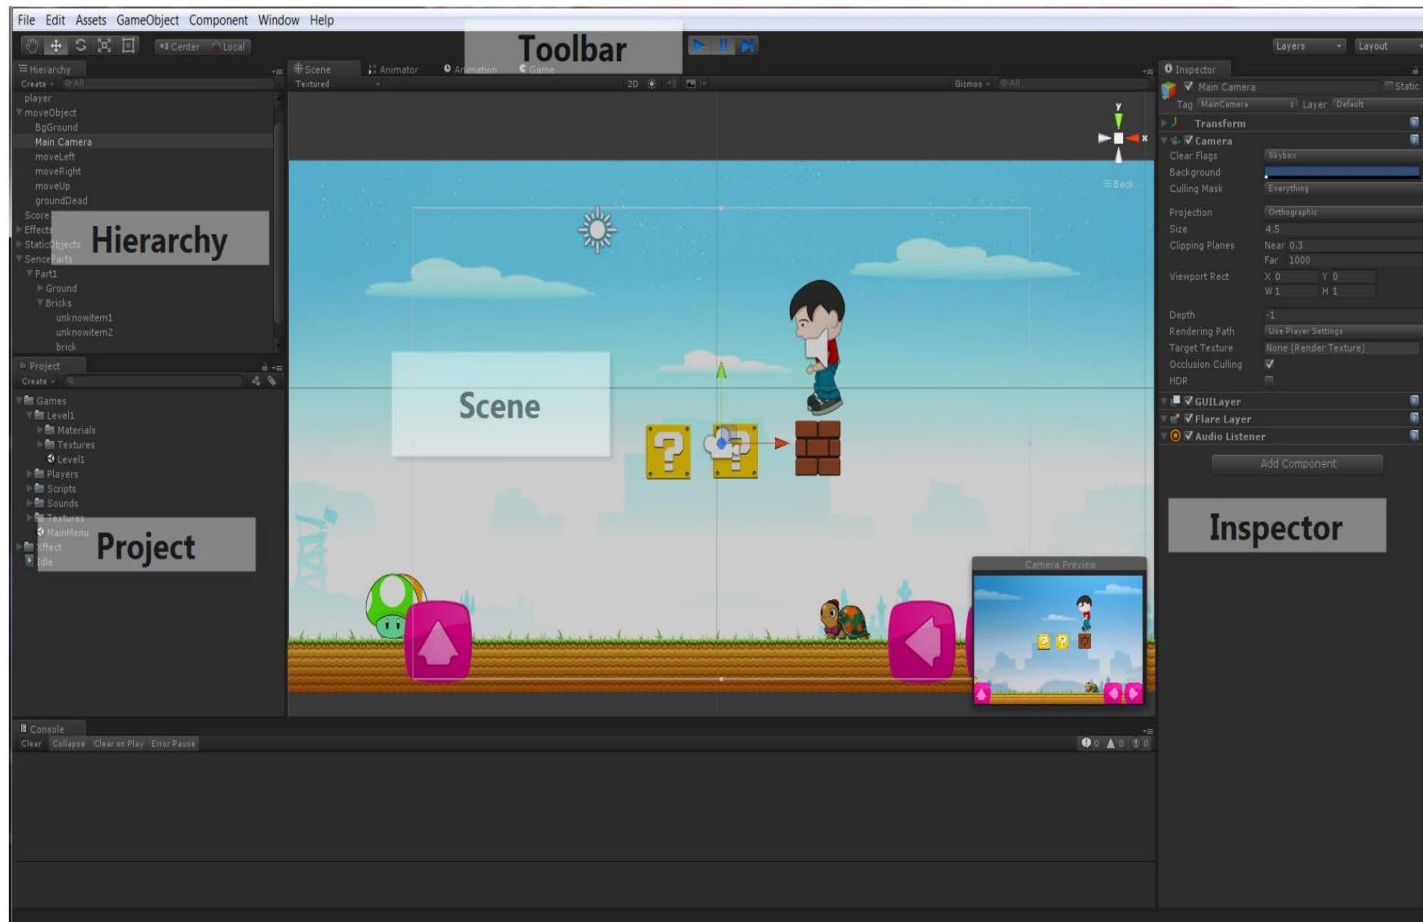 File Edit Assets GameObject Component Window Help
Center Local
Toolbar
Layers Layout
Hierarchy
Create All
player
moveObject
BgGround
Main Camera
moveLeft
moveRight
moveUp
groundDead
Score
Effects
StaticObjects
SenceParts
Part1
Ground
Bricks
unknowitem1
unknowitem2
brick
Hierarchy
Project
Create
Games
Level1
Materials
Textures
Level1
Players
Scripts
Sounds
Textures
MainMenu
Xffect
Idle
Project
Scene Animator Animation Game
Textured 2D Gizmos All
y
x
Back
Scene
? ?
Camera Preview
Inspector
Main Camera Static
Tag MainCamera Layer Default
Transform
Camera
Clear Flags Skybox
Background
Culling Mask Everything
Projection Orthographic
Size 4.5
Clipping Planes Near 0.3
Far 1000
Viewport Rect X 0 Y 0
W 1 H 1
Depth -1
Rendering Path Use Player Settings
Target Texture None (Render Texture)
Occlusion Culling
HDR
GUILayer
Flare Layer
Audio Listener
Add Component
Inspector
Console
Clear Collapse Clear on Play Error Pause
0 0 0